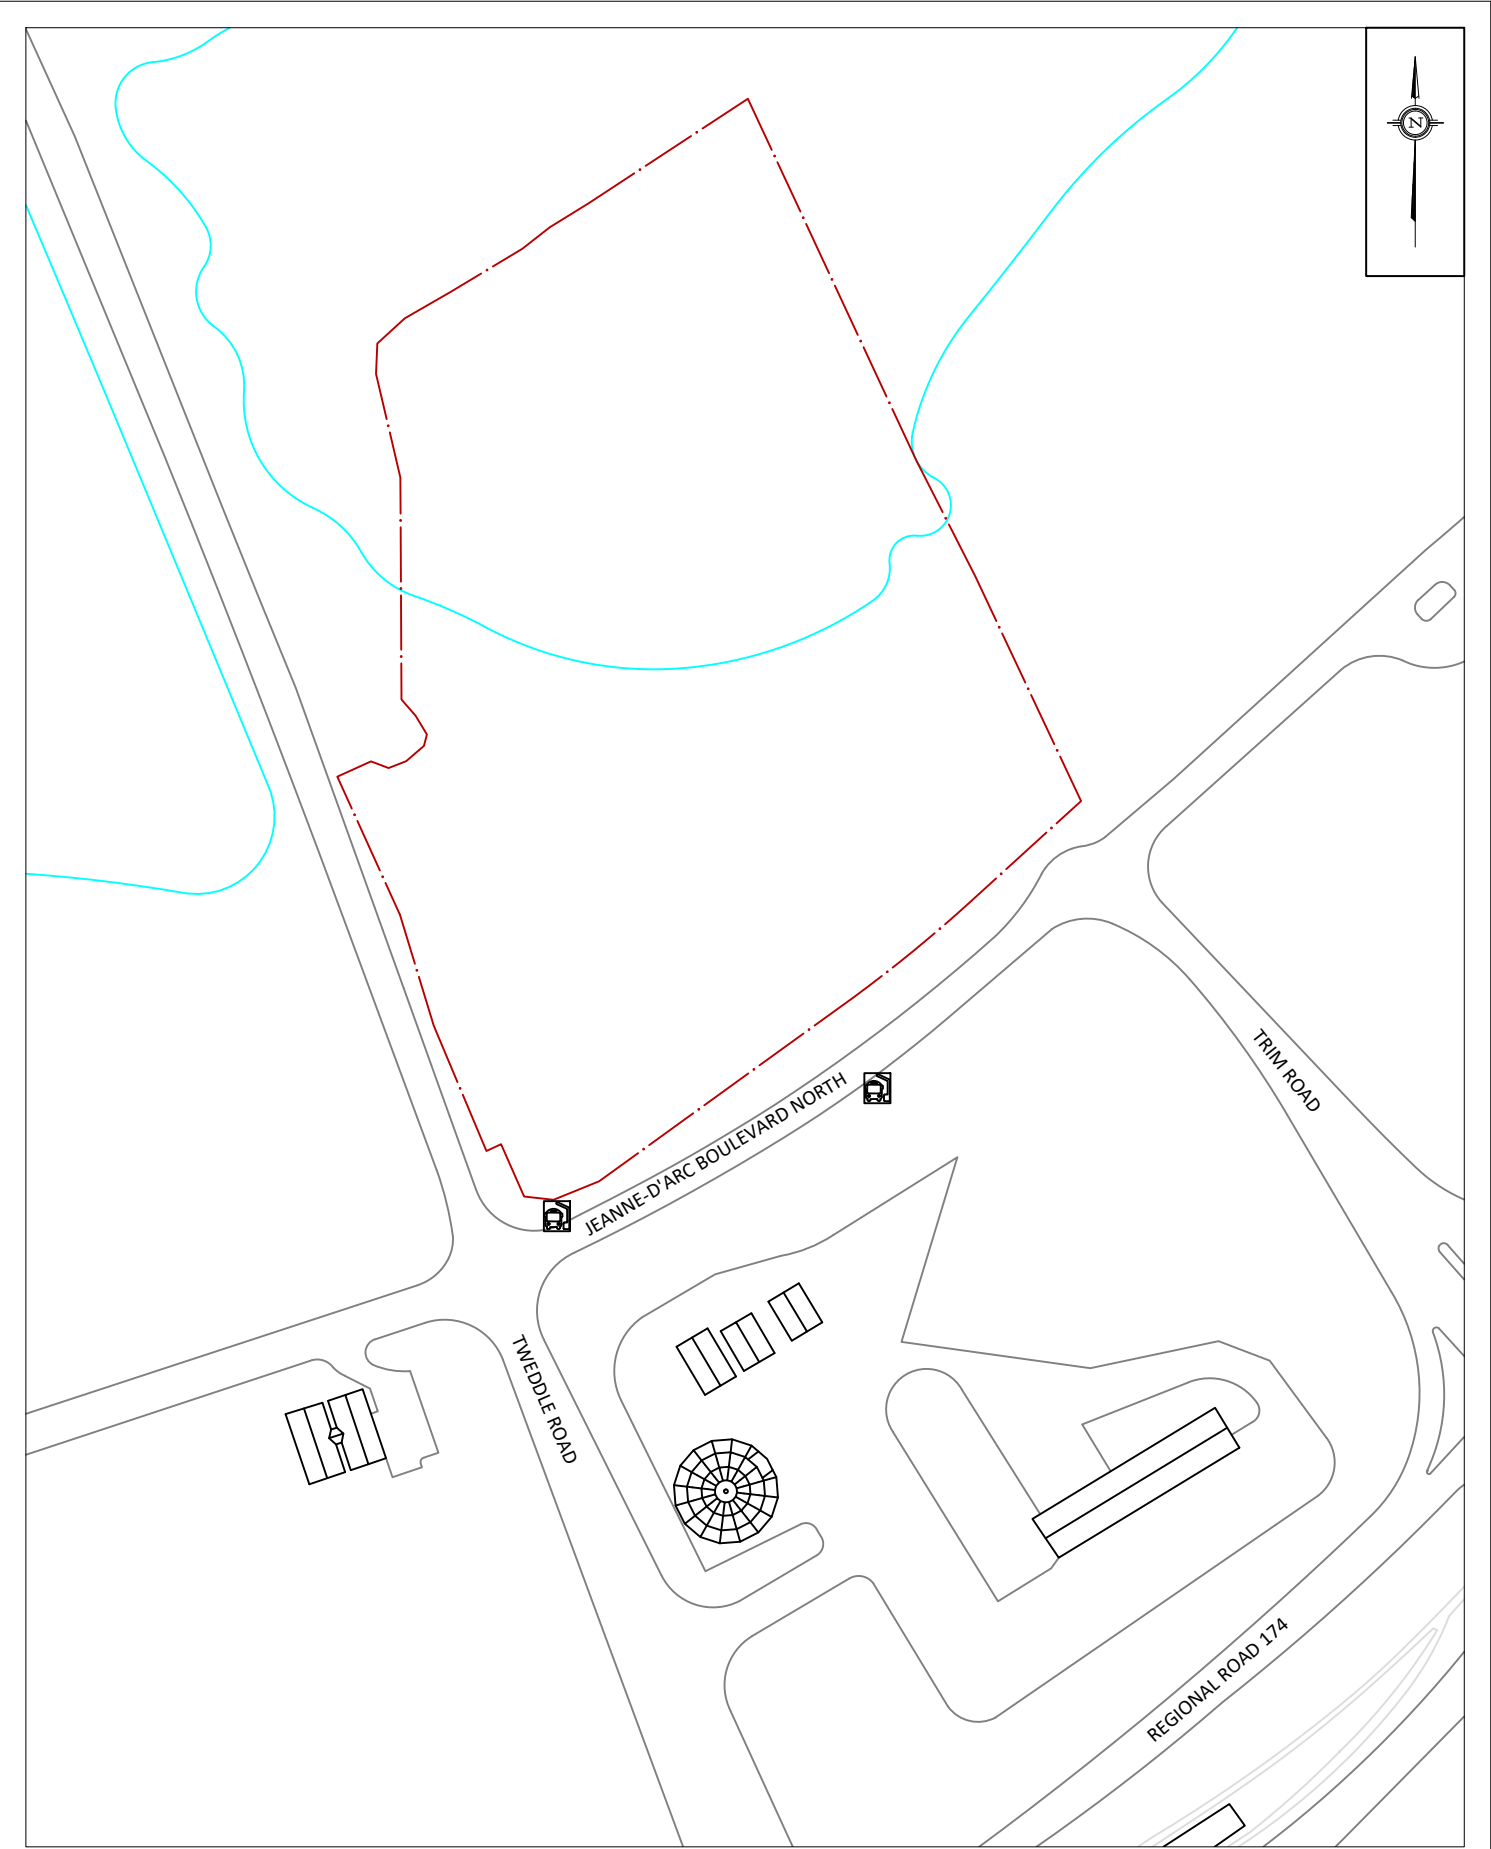 N
TRIM ROAD
JEANNE-D'ARC BOULEVARD NORTH
TWEDDLE ROAD
REGIONAL ROAD 174